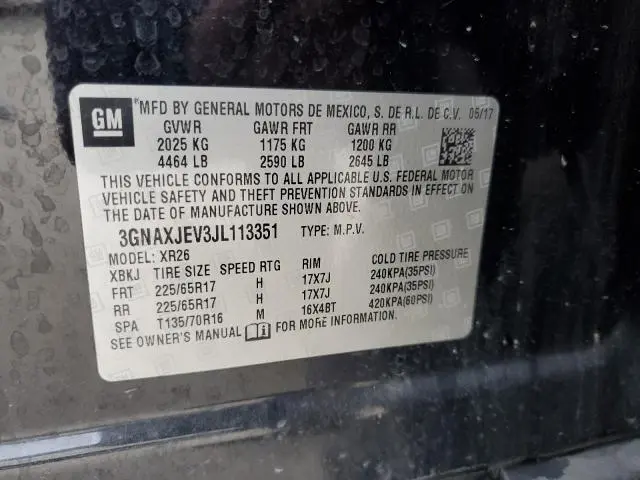 GM
MFD BY GENERAL MOTORS DE MEXICO, S. DE R.L. DE C.V. 05/17
GVWR GAWR FRT GAWR RR
2025 KG 1175 KG 1200 KG
4464 LB 2590 LB 2645 LB
THIS VEHICLE CONFORMS TO ALL APPLICABLE U.S. FEDERAL MOTOR
VEHICLE SAFETY AND THEFT PREVENTION STANDARDS IN EFFECT ON
THE DATE OF MANUFACTURE SHOWN ABOVE.
3GNAXJEV3JL113351 TYPE: M.P.V.
MODEL: XR26
XBKJ TIRE SIZE SPEED RTG RIM COLD TIRE PRESSURE
FRT 225/65R17 H 17X7J 240KPA(35PSI)
RR 225/65R17 H 17X7J 240KPA(35PSI)
SPA T135/70R16 M 16X4BT 420KPA(60PSI)
SEE OWNER'S MANUAL FOR MORE INFORMATION.